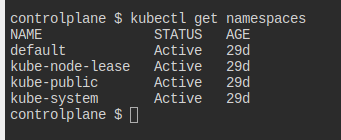 controlplane $ kubectl get namespaces
NAME              STATUS   AGE
default           Active   29d
kube-node-lease   Active   29d
kube-public       Active   29d
kube-system       Active   29d
controlplane $